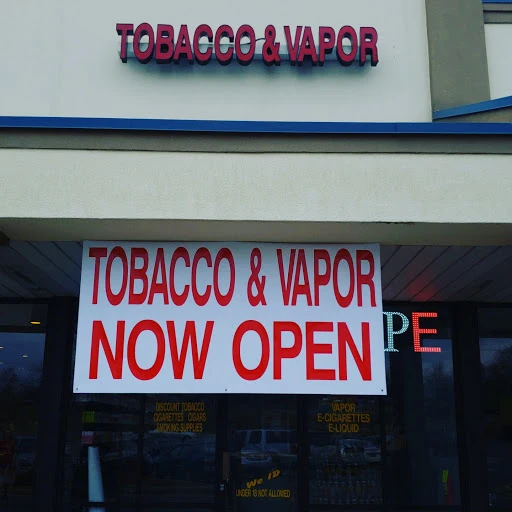 TOBACCO & VAPOR
TOBACCO & VAPOR
NOW OPEN
PE
DISCOUNT TOBACCO
CIGARETTES CIGARS
SMOKING SUPPLIES
VAPOR
E-CIGARETTES
E-LIQUID
We ID
UNDER 18 NOT ALLOWED